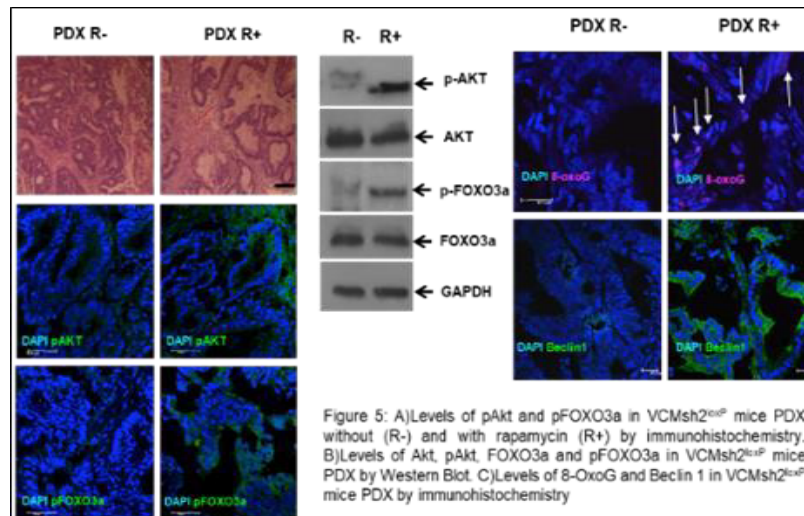 PDX R-
PDX R+
R- R+
p-AKT
AKT
p-FOXO3a
FOXO3a
GAPDH
PDX R-
PDX R+
DAPI 8-oxoG
DAPI 8-oxoG
DAPI pAKT
DAPI pAKT
DAPI Beclin1
DAPI Beclin1
DAPI pFOXO3a
DAPI pFOXO3a
Figure 5: A)Levels of pAkt and pFOXO3a in VCMsh2ˡᵒˣᴾ mice PDX
without (R-) and with rapamycin (R+) by immunohistochemistry.
B)Levels of Akt, pAkt, FOXO3a and pFOXO3a in VCMsh2ˡᵒˣᴾ mice
PDX by Western Blot. C)Levels of 8-OxoG and Beclin 1 in VCMsh2ˡᵒˣᴾ
mice PDX by immunohistochemistry